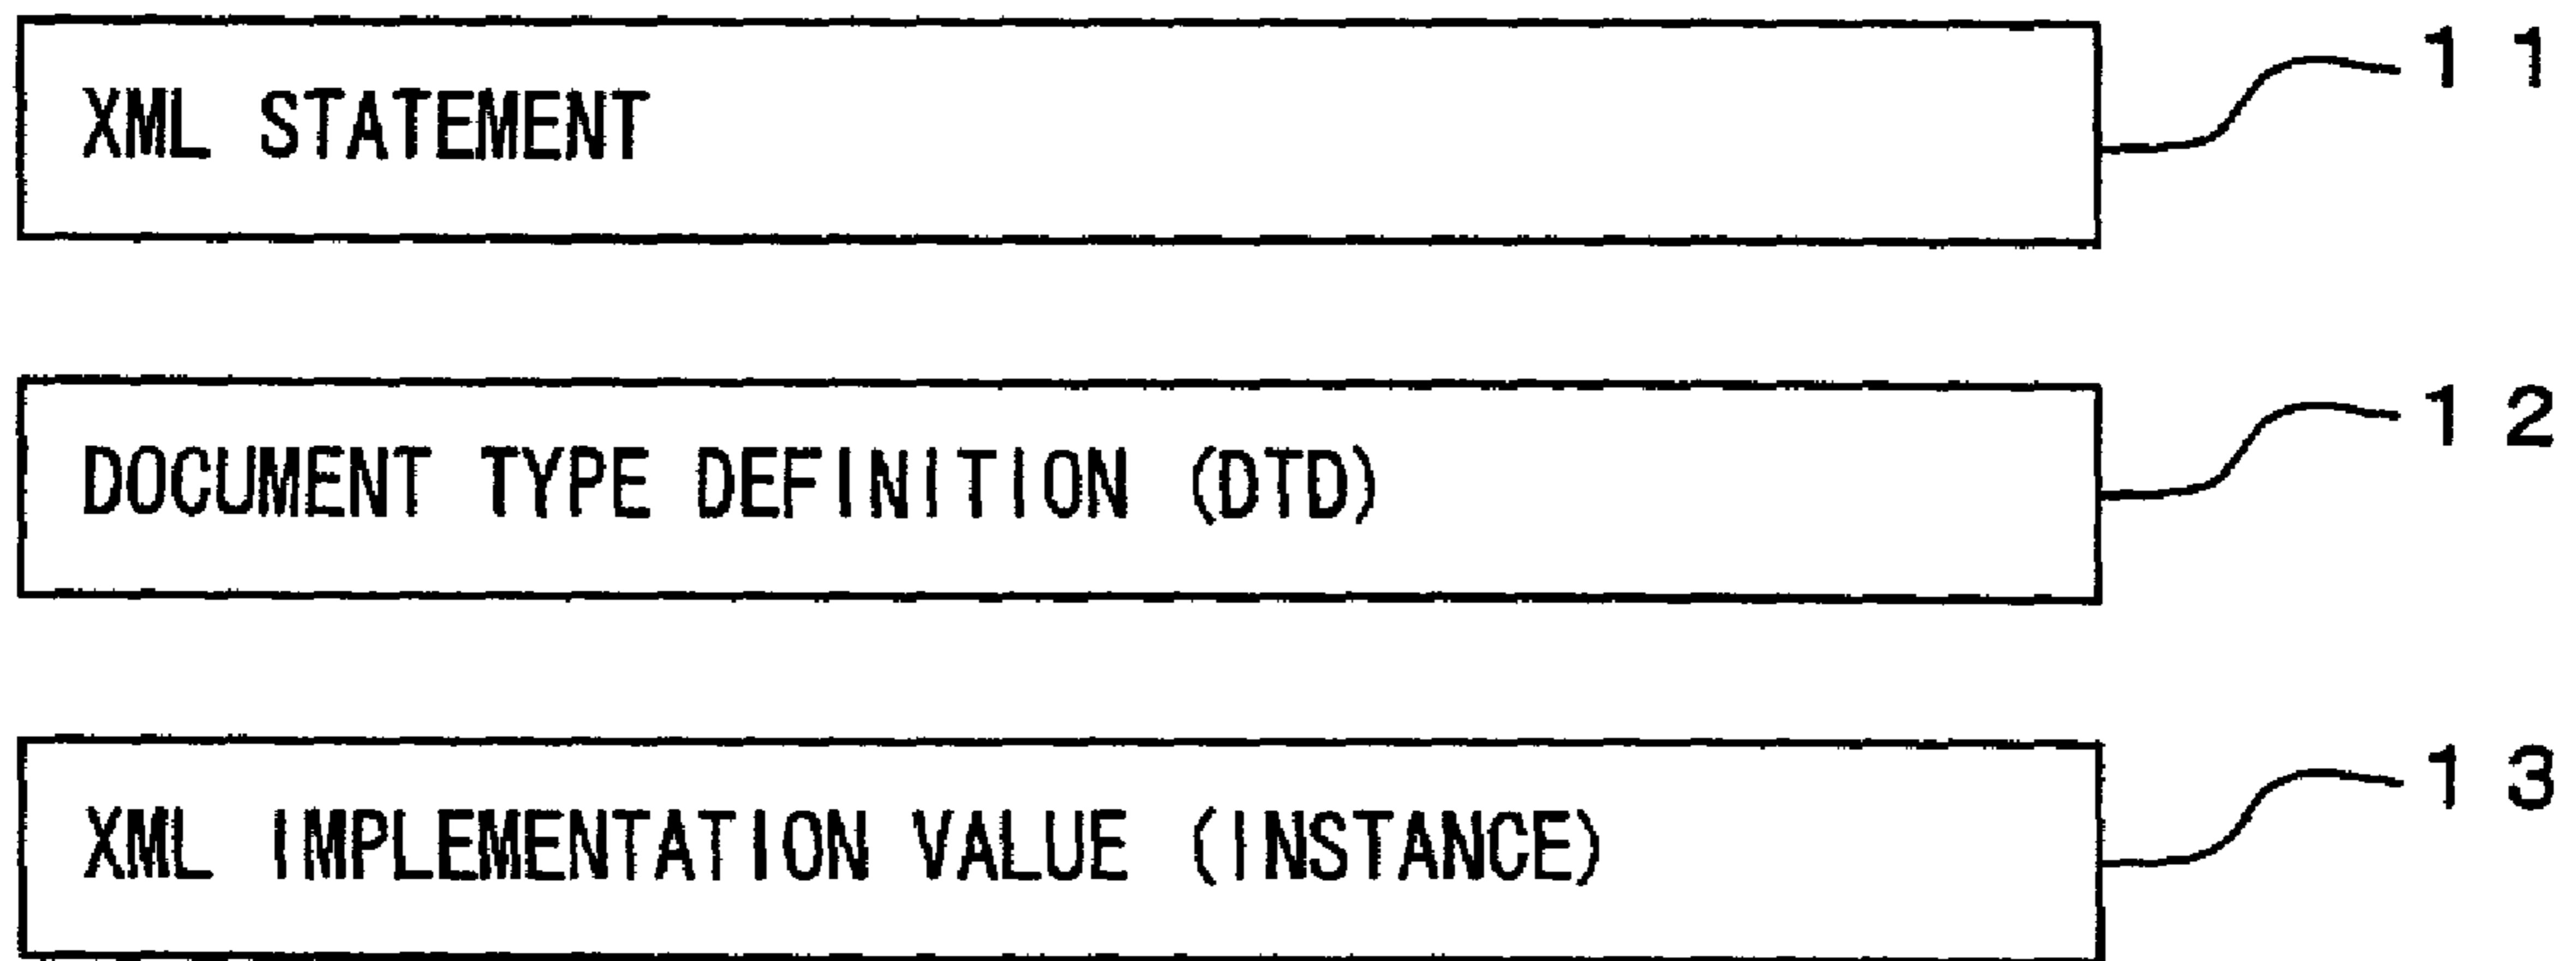 XML STATEMENT 11
DOCUMENT TYPE DEFINITION (DTD) 12
XML IMPLEMENTATION VALUE (INSTANCE) 13